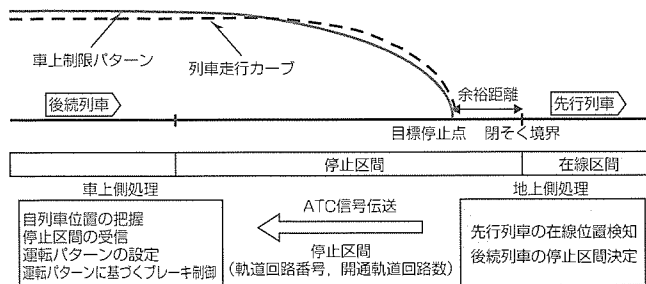 車上制限パターン
列車走行カーブ
後続列車
余裕距離
先行列車
目標停止点
閉そく境界
停止区間
在線区間
車上側処理
地上側処理
自列車位置の把握
停止区間の受信
運転パターンの設定
運転パターンに基づくブレーキ制御
ATC信号伝送
停止区間
(軌道回路番号，開通軌道回路数)
先行列車の在線位置検知
後続列車の停止区間決定